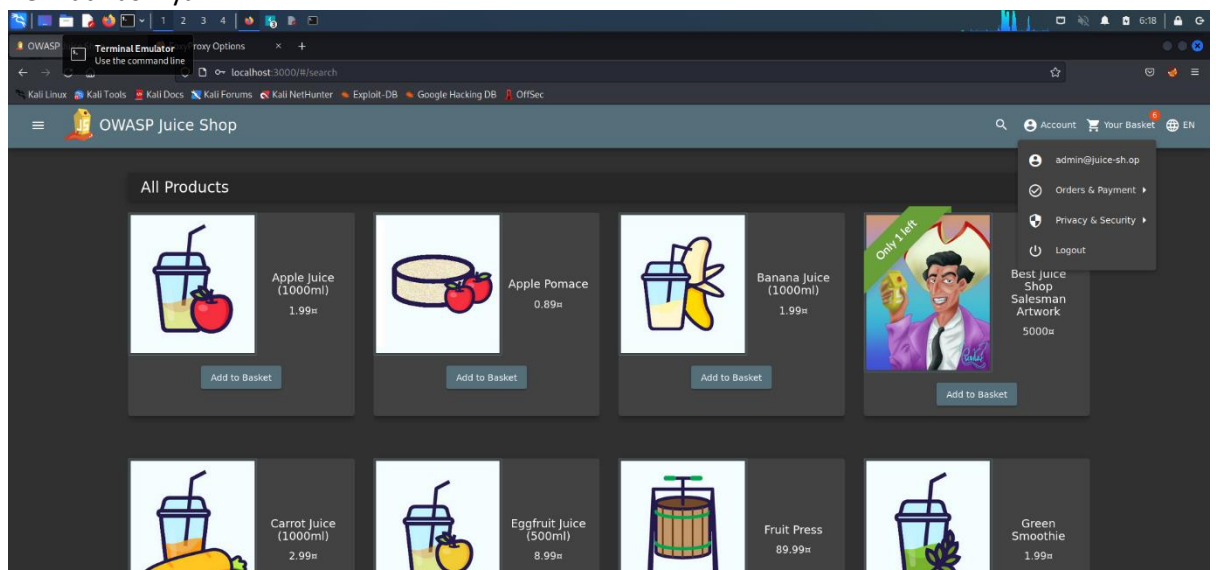 1 2 3 4
6:18
OWASP
Terminal Emulator
Use the command line
Proxy Options
localhost:3000/#/search
Kali Linux Kali Tools Kali Docs Kali Forums Kali NetHunter Exploit-DB Google Hacking DB OffSec
OWASP Juice Shop
Account Your Basket 6 EN
admin@juice-sh.op
Orders & Payment
Privacy & Security
Logout
All Products
Apple Juice
(1000ml)
1.99¤
Add to Basket
Apple Pomace
0.89¤
Add to Basket
Banana Juice
(1000ml)
1.99¤
Add to Basket
Only 1 left
Best Juice
Shop
Salesman
Artwork
5000¤
Add to Basket
Carrot Juice
(1000ml)
2.99¤
Eggfruit Juice
(500ml)
8.99¤
Fruit Press
89.99¤
Green
Smoothie
1.99¤